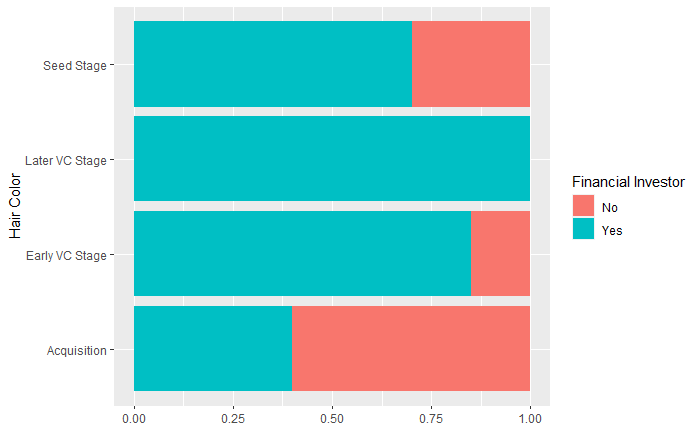 Hair Color
Seed Stage
Later VC Stage
Early VC Stage
Acquisition
0.00 0.25 0.50 0.75 1.00
Financial Investor
No
Yes